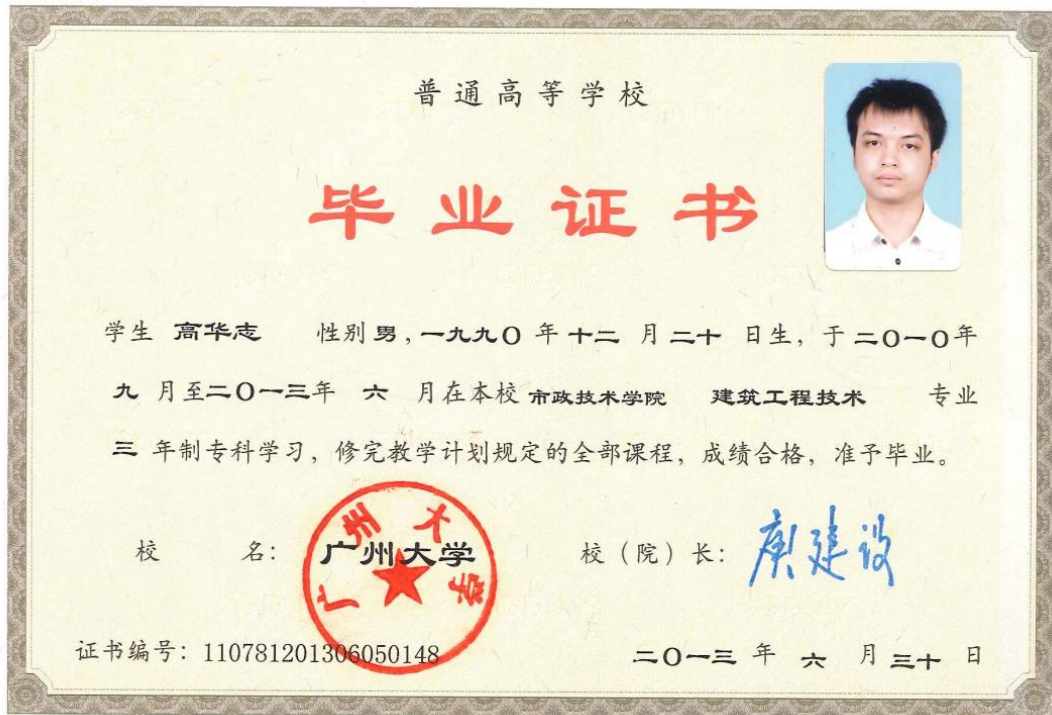 普通高等学校
毕业证书
学生 高华志 性别 男，一九九〇 年 十二 月 二十 日生，于 二〇一〇年
九 月至二〇一三年 六 月在本校 市政技术学院 建筑工程技术 专业
三 年制专科学习，修完教学计划规定的全部课程，成绩合格，准予毕业。
校 名：广州大学 校（院）长：庾建设
广州大学
证书编号：110781201306050148 二〇一三 年 六 月 三十 日